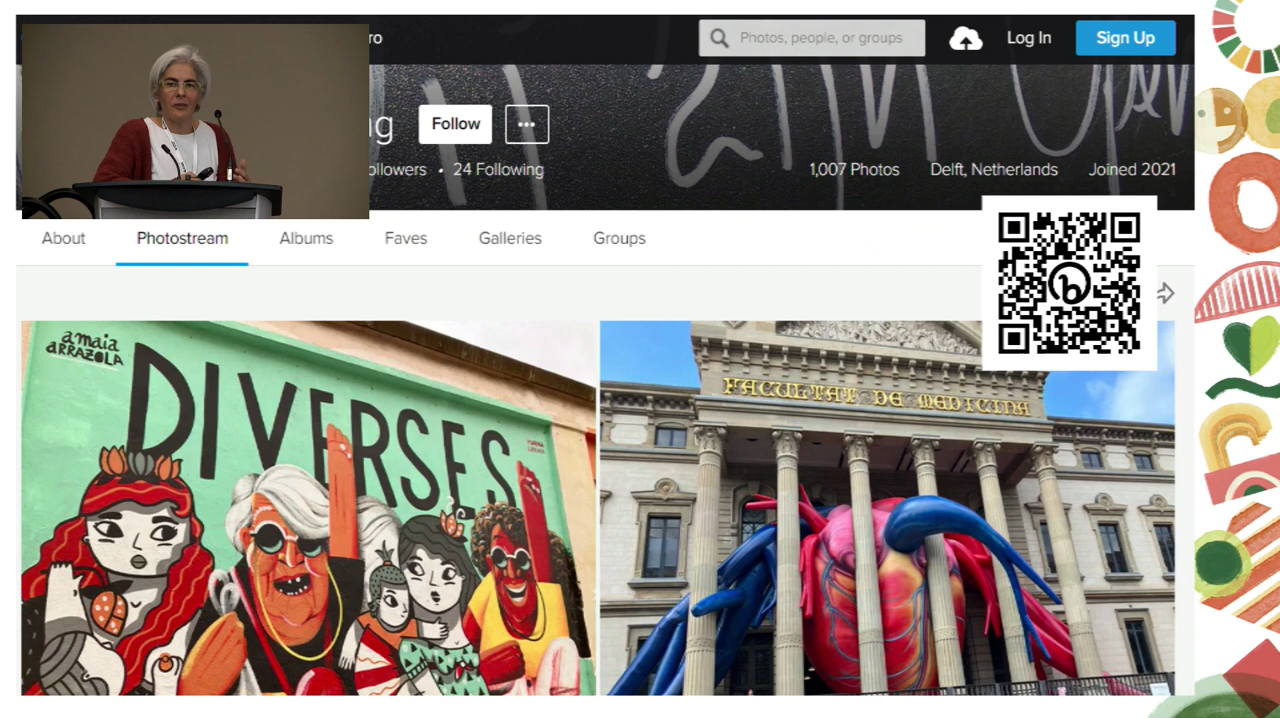 ro
Photos, people, or groups
Log In
Sign Up
ng
Follow
ollowers • 24 Following
1,007 Photos
Delft, Netherlands
Joined 2021
About
Photostream
Albums
Faves
Galleries
Groups
amaia
ARRAZOLA
DIVERSES
FACULTAT DE MEDICINA